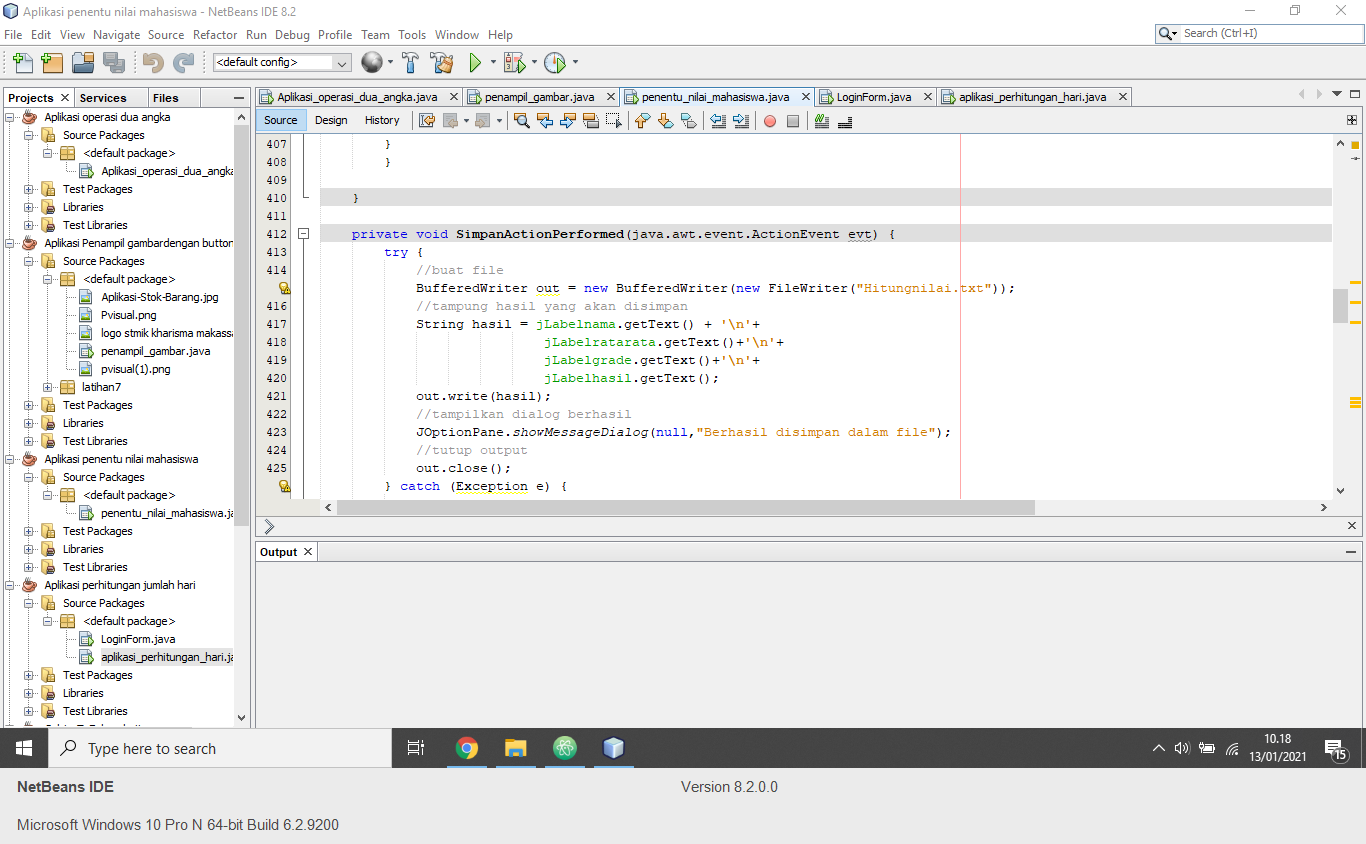 Aplikasi penentu nilai mahasiswa - NetBeans IDE 8.2
File Edit View Navigate Source Refactor Run Debug Profile Team Tools Window Help
Search (Ctrl+I)
<default config>
Projects Services Files
Aplikasi operasi dua angka
Source Packages
<default package>
Aplikasi_operasi_dua_angka
Test Packages
Libraries
Test Libraries
Aplikasi Penampil gambardengan button
Source Packages
<default package>
Aplikasi-Stok-Barang.jpg
Pvisual.png
logo stmik kharisma makassa
penampil_gambar.java
pvisual(1).png
latihan7
Test Packages
Libraries
Test Libraries
Aplikasi penentu nilai mahasiswa
Source Packages
<default package>
penentu_nilai_mahasiswa.ja
Test Packages
Libraries
Test Libraries
Aplikasi perhitungan jumlah hari
Source Packages
<default package>
LoginForm.java
aplikasi_perhitungan_hari.ja
Test Packages
Libraries
Test Libraries
Aplikasi_operasi_dua_angka.java penampil_gambar.java penentu_nilai_mahasiswa.java LoginForm.java aplikasi_perhitungan_hari.java
Source Design History
407 }
408 }
409
410 }
411
412 private void SimpanActionPerformed(java.awt.event.ActionEvent evt) {
413 try {
414 //buat file
BufferedWriter out = new BufferedWriter(new FileWriter("Hitungnilai.txt"));
416 //tampung hasil yang akan disimpan
417 String hasil = jLabelnama.getText() + '\n'+
418 jLabelratarata.getText()+'\n'+
419 jLabelgrade.getText()+'\n'+
420 jLabelhasil.getText();
421 out.write(hasil);
422 //tampilkan dialog berhasil
423 JOptionPane.showMessageDialog(null,"Berhasil disimpan dalam file");
424 //tutup output
425 out.close();
} catch (Exception e) {
Output
Type here to search
10.18
13/01/2021
15
NetBeans IDE Version 8.2.0.0
Microsoft Windows 10 Pro N 64-bit Build 6.2.9200